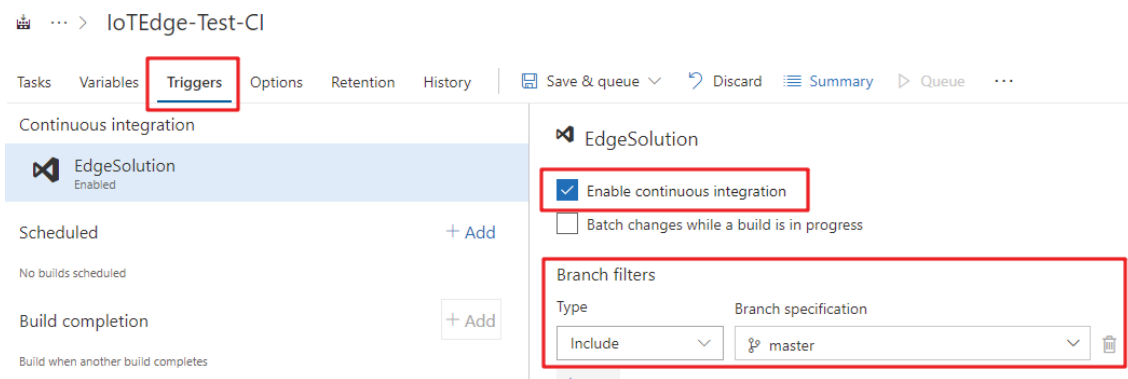 ··· > IoTEdge-Test-CI
Tasks Variables Triggers Options Retention History Save & queue Discard Summary Queue ···
Continuous integration
EdgeSolution
Enabled
Scheduled + Add
No builds scheduled
Build completion + Add
Build when another build completes
EdgeSolution
Enable continuous integration
Batch changes while a build is in progress
Branch filters
Type Branch specification
Include master